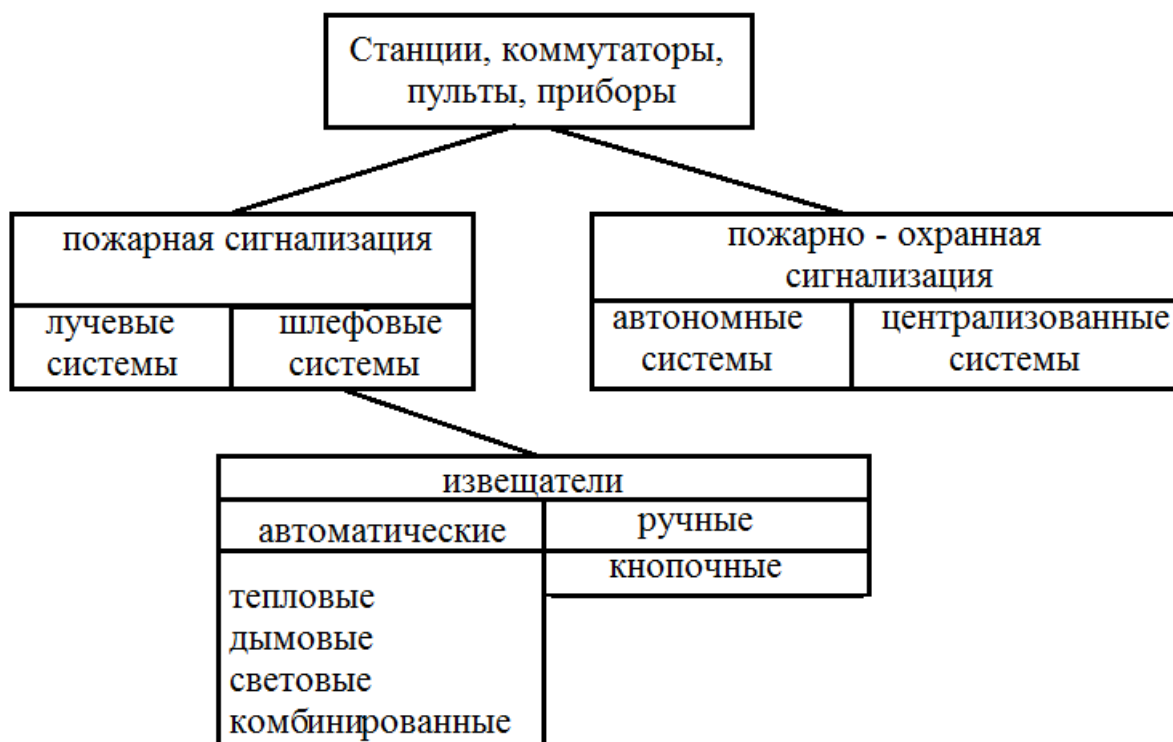 Станции, коммутаторы,
пульты, приборы
пожарная сигнализация
лучевые
системы
шлефовые
системы
пожарно - охранная
сигнализация
автономные
системы
централизованные
системы
извещатели
автоматические
ручные
кнопочные
тепловые
дымовые
световые
комбинированные